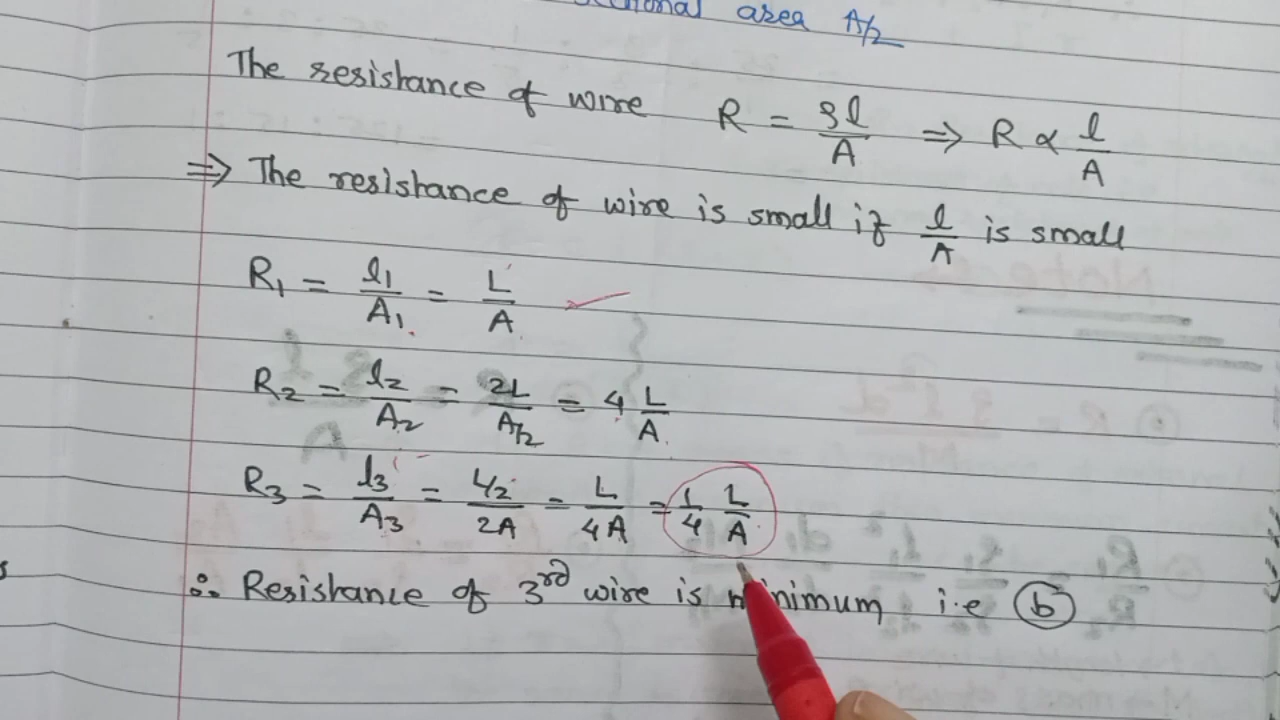 area A/2
The resistance of wire R = ρl/A ⇒ R ∝ l/A
⇒ The resistance of wire is small if l/A is small
R₁ = l₁/A₁ = L/A
R₂ = l₂/A₂ = 2L/A/2 = 4 L/A
R₃ = l₃/A₃ = L/2/2A = L/4A = 1/4 L/A
∴ Resistance of 3rd wire is minimum i.e (b)